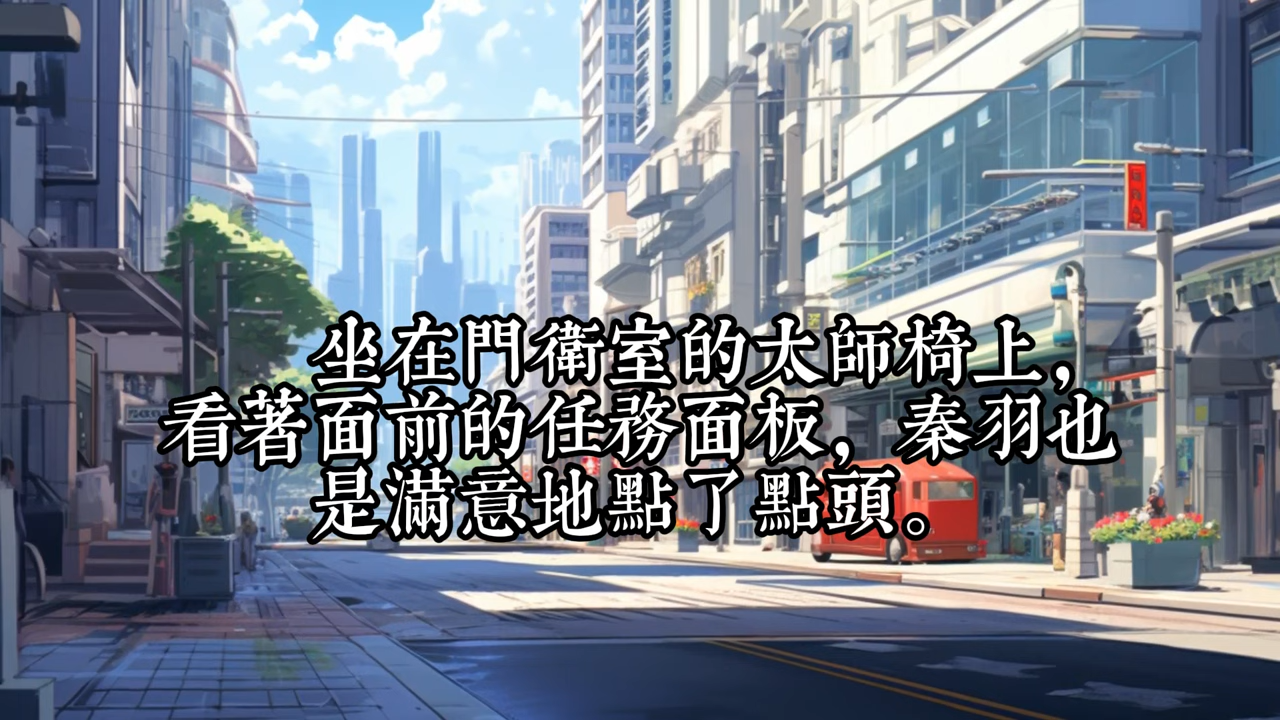 坐在門衛室的太師椅上，
看著面前的任務面板，秦羽也
是滿意地點了點頭。